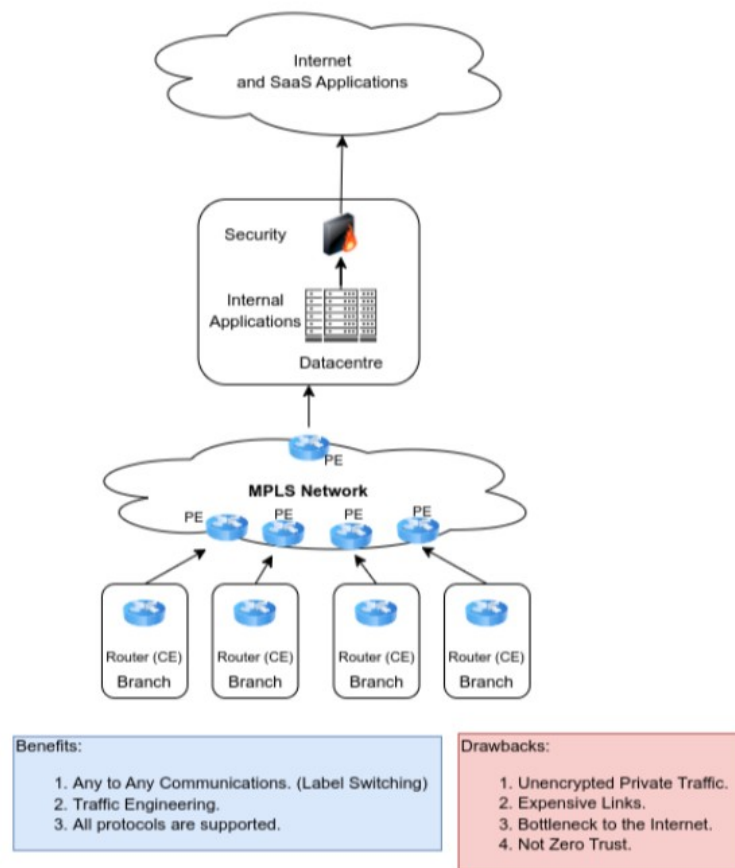 Internet
and SaaS Applications
Security
Internal
Applications
Datacentre
PE
MPLS Network
PE
PE
PE
PE
Router (CE)
Branch
Router (CE)
Branch
Router (CE)
Branch
Router (CE)
Branch
Benefits:
1. Any to Any Communications. (Label Switching)
2. Traffic Engineering.
3. All protocols are supported.
Drawbacks:
1. Unencrypted Private Traffic.
2. Expensive Links.
3. Bottleneck to the Internet.
4. Not Zero Trust.